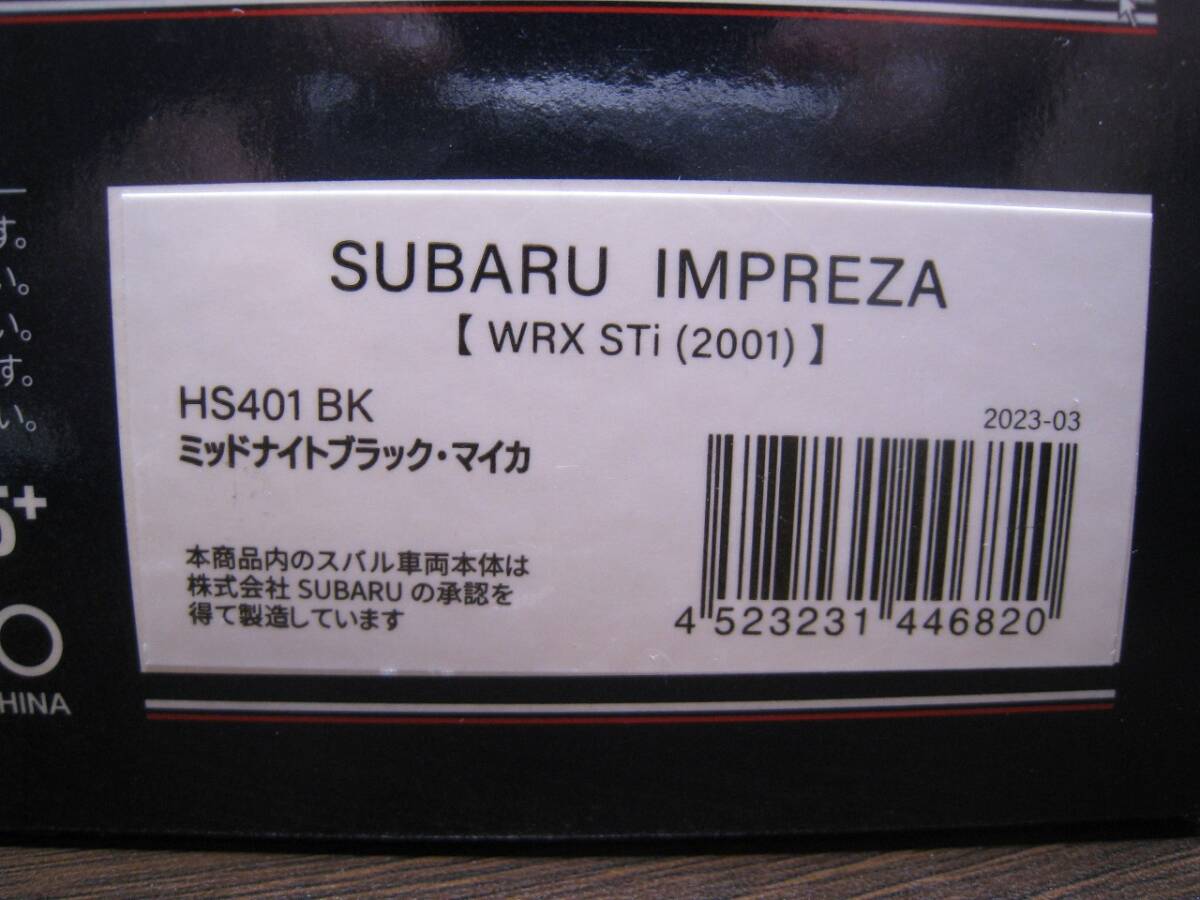 SUBARU IMPREZA
【 WRX STi (2001) 】
HS401 BK
ミッドナイトブラック・マイカ
2023-03
本商品内のスバル車両本体は
株式会社 SUBARU の承認を
得て製造しています
4 523231 446820
す。
い。
い。
す。
い。
5+
HINA